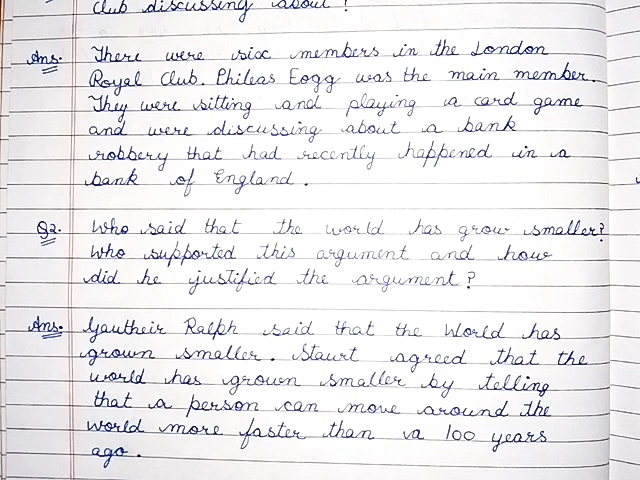 club discussing about ?
Ans. There were six members in the London
Royal Club. Phileas Eogg was the main member.
They were sitting and playing a card game
and were discussing about a bank
robbery that had recently happened in a
bank of England.
Q2. Who said that the world has grow smaller?
Who supported this argument and how
did he justified the argument?
Ans. Gautheir Ralph said that the World has
grown smaller. Staurt agreed that the
world has grown smaller by telling
that a person can move around the
world more faster than a 100 years
ago.